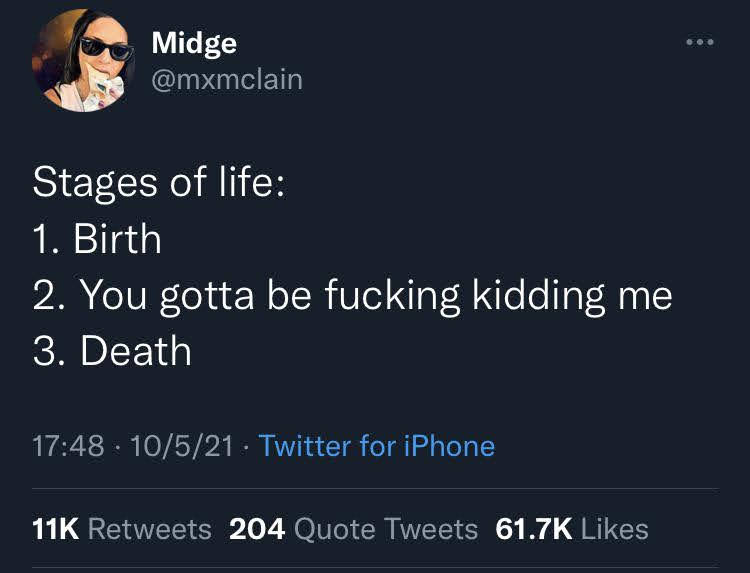 Midge
@mxmclain
Stages of life:
1. Birth
2. You gotta be fucking kidding me
3. Death
17:48 · 10/5/21 · Twitter for iPhone
11K Retweets 204 Quote Tweets 61.7K Likes